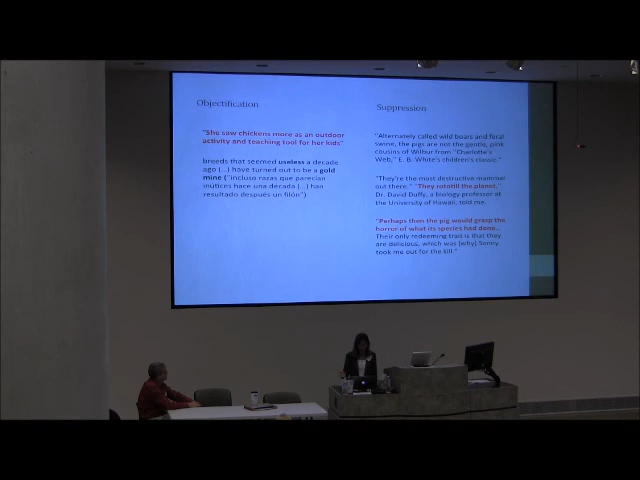 Objectification
"She saw chickens more as an outdoor
activity and teaching tool for her kids"
breeds that seemed useless a decade
ago (...) have turned out to be a gold
mine ("incluso razas que parecían
inútices hace una década (...) han
resultado después un filón")
Suppression
"Alternately called wild boars and feral
swine, the pigs are not the gentle, pink
cousins of Wilbur from "Charlotte's
Web," E. B. White's children's classic."
"They're the most destructive mammal
out there." "They rototill the planet,"
Dr. David Duffy, a biology professor at
the University of Hawaii, told me.
"Perhaps then the pig would grasp the
horror of what its species had done...
Their only redeeming trait is that they
are delicious, which was [why] Sonny
took me out for the kill."